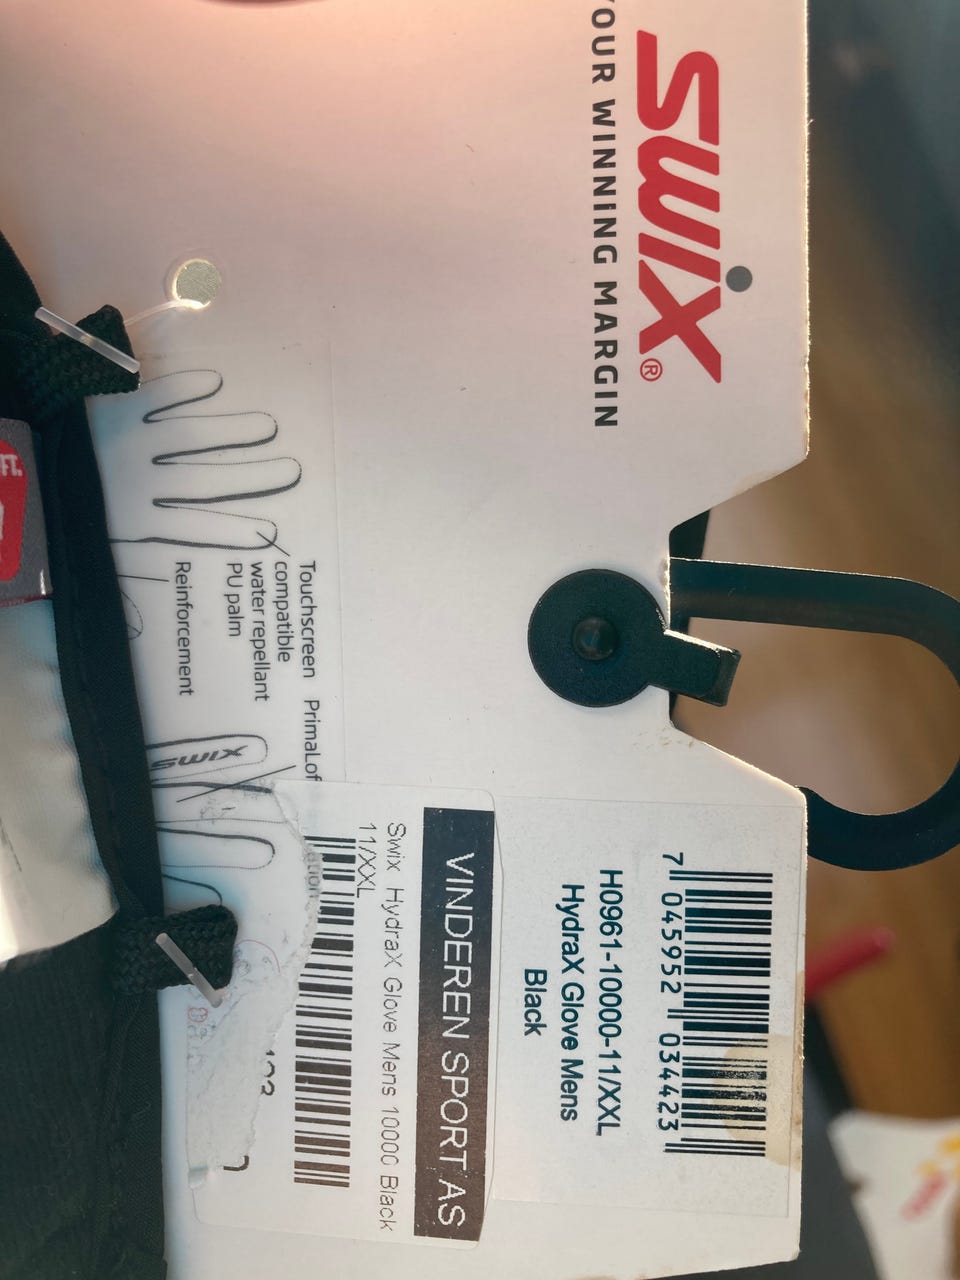 swix®
YOUR WINNING MARGIN
7 045952 034423
H0961-10000-11/XXL
HydraX Glove Mens
Black
VINDEREN SPORT AS
Swix HydraX Glove Mens 10000 Black
11/XXL
Touchscreen
compatible
water repellant
PU palm
Reinforcement
swix